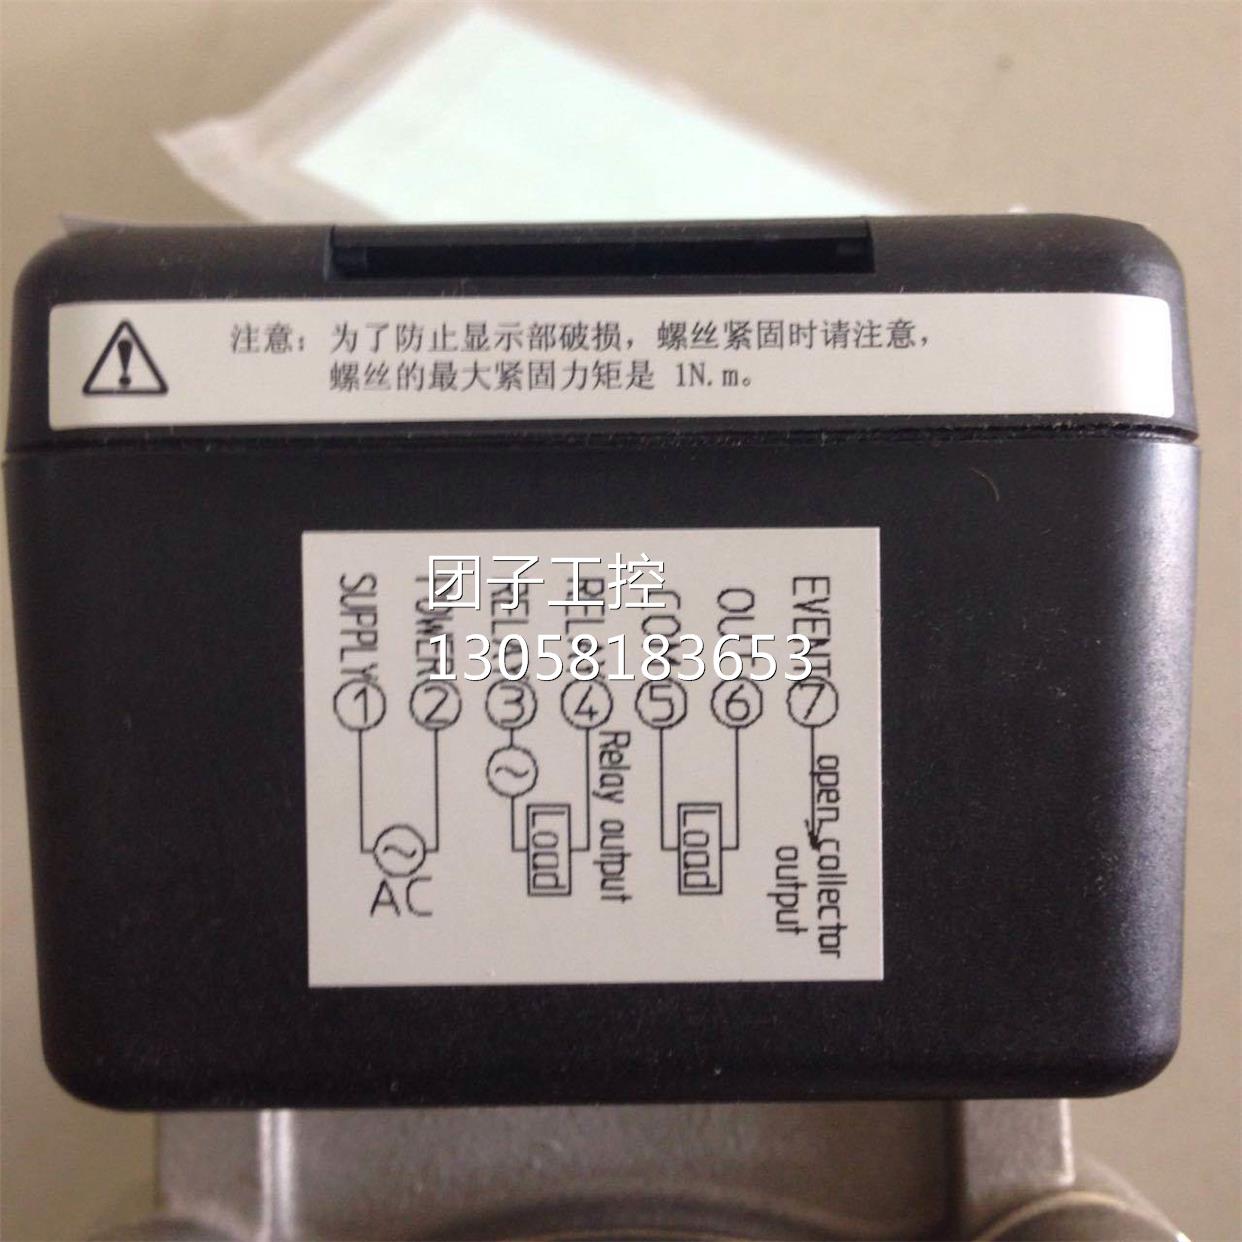 注意：为了防止显示部破损，螺丝紧固时请注意，
螺丝的最大紧固力矩是 1N.m。
团子工控
13058183653
SUPPLY
POWER
RELAY
RELAY
COM
OUT
EVENT
1
2
3
4
5
6
7
AC
Load
Relay output
Load
open collector
output